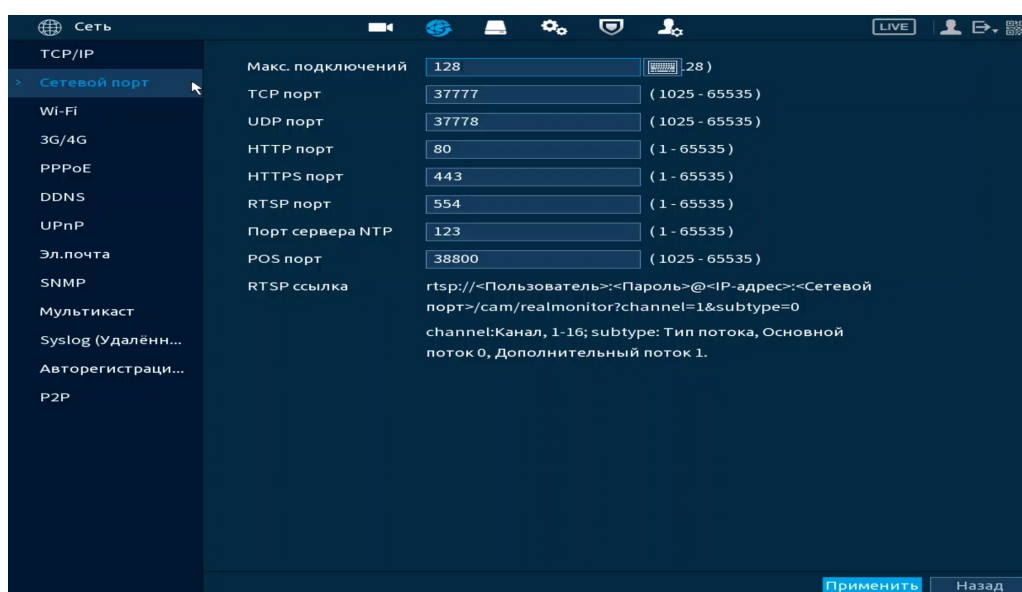 Сеть
LIVE
TCP/IP
Сетевой порт
Wi-Fi
3G/4G
PPPoE
DDNS
UPnP
Эл.почта
SNMP
Мультикаст
Syslog (Удалённ...
Авторегистраци...
P2P
Макс. подключений 128 .28 )
TCP порт 37777 ( 1025 - 65535 )
UDP порт 37778 ( 1025 - 65535 )
HTTP порт 80 ( 1 - 65535 )
HTTPS порт 443 ( 1 - 65535 )
RTSP порт 554 ( 1 - 65535 )
Порт сервера NTP 123 ( 1 - 65535 )
POS порт 38800 ( 1025 - 65535 )
RTSP ссылка rtsp://<Пользователь>:<Пароль>@<IP-адрес>:<Сетевой
порт>/cam/realmonitor?channel=1&subtype=0
channel:Канал, 1-16; subtype: Тип потока, Основной
поток 0, Дополнительный поток 1.
Применить Назад